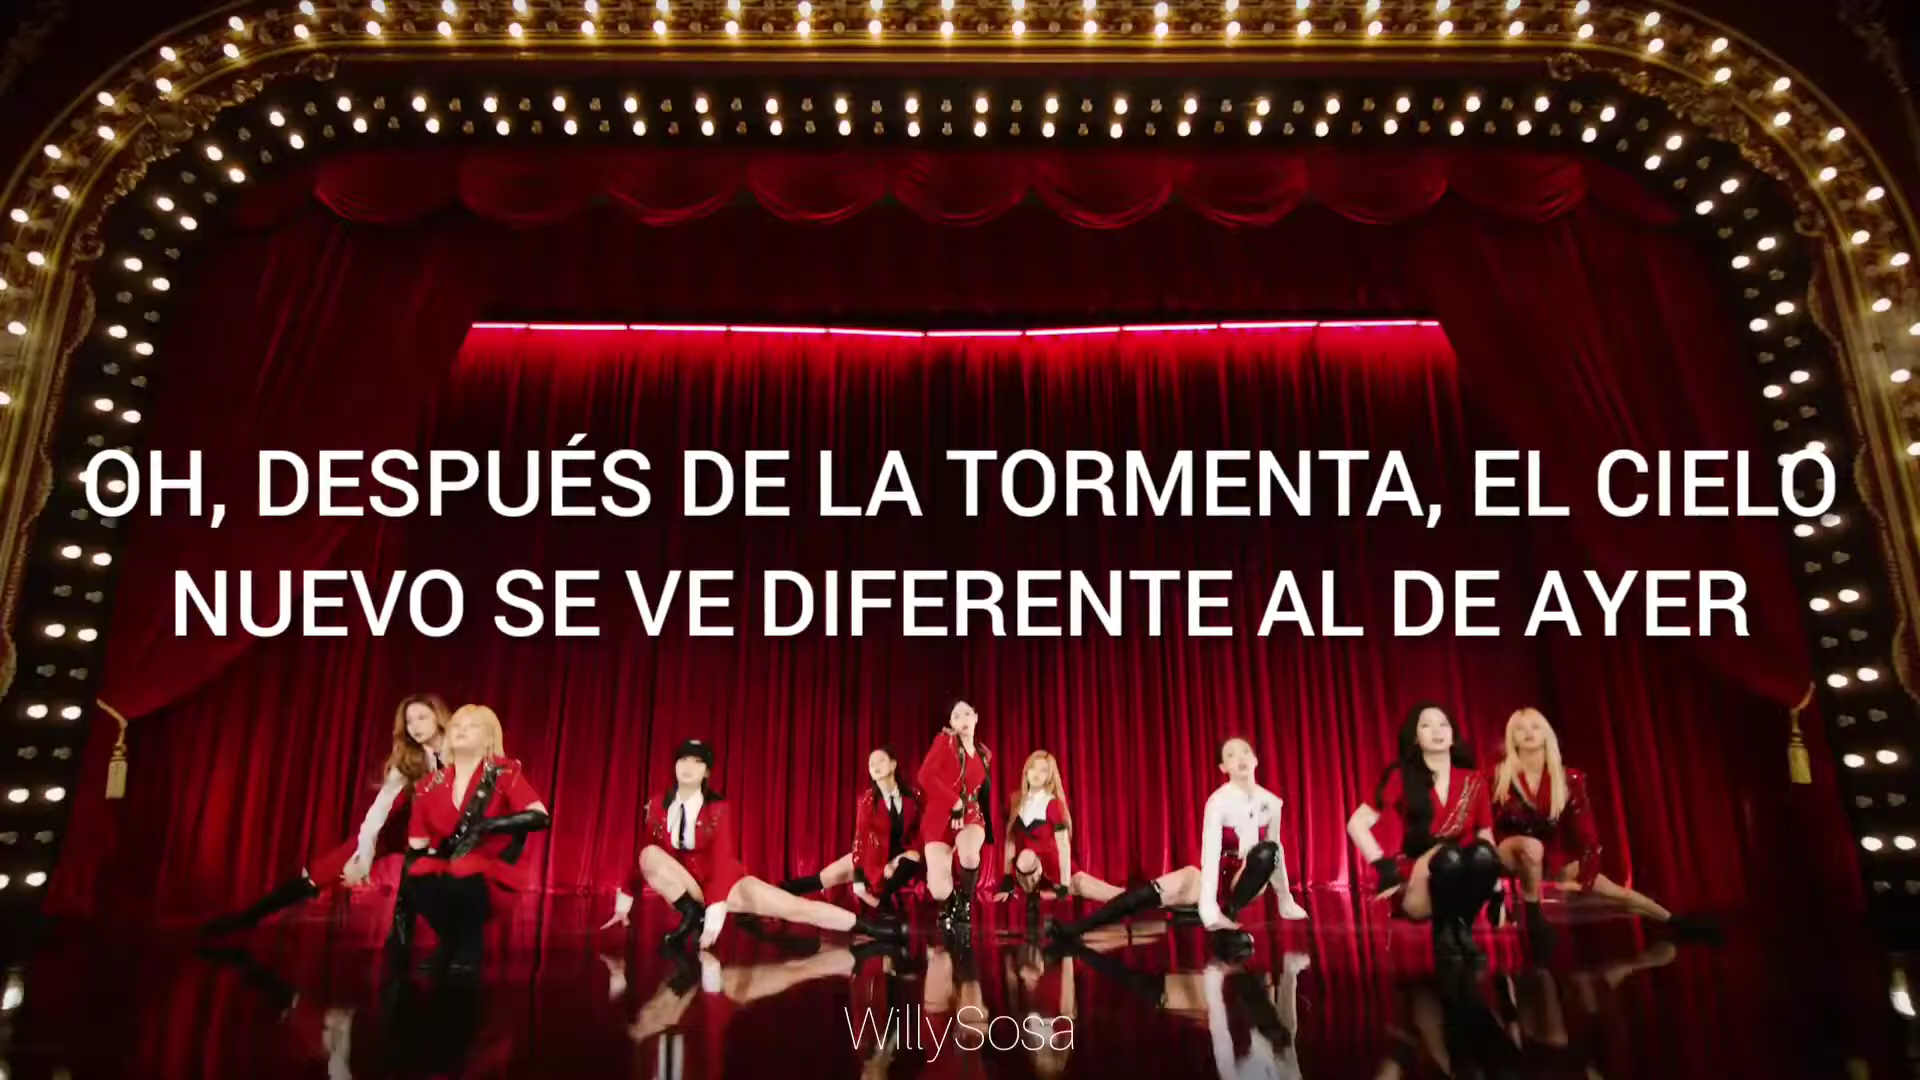 OH, DESPUÉS DE LA TORMENTA, EL CIELO
NUEVO SE VE DIFERENTE AL DE AYER
WillySosa